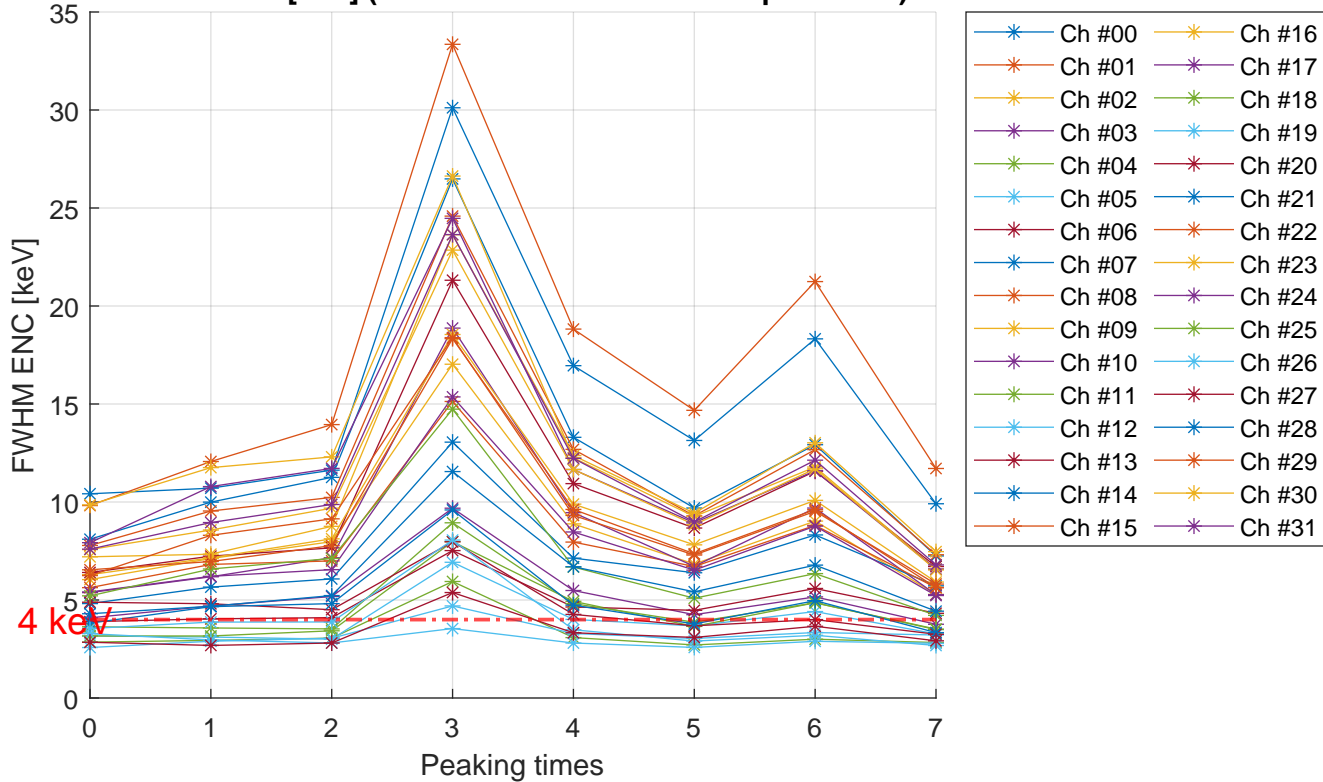 35
30
25
20
15
10
5
0
FWHM ENC [keV]
4 keV
0 1 2 3 4 5 6 7
Peaking times
Ch #00 Ch #16
Ch #01 Ch #17
Ch #02 Ch #18
Ch #03 Ch #19
Ch #04 Ch #20
Ch #05 Ch #21
Ch #06 Ch #22
Ch #07 Ch #23
Ch #08 Ch #24
Ch #09 Ch #25
Ch #10 Ch #26
Ch #11 Ch #27
Ch #12 Ch #28
Ch #13 Ch #29
Ch #14 Ch #30
Ch #15 Ch #31